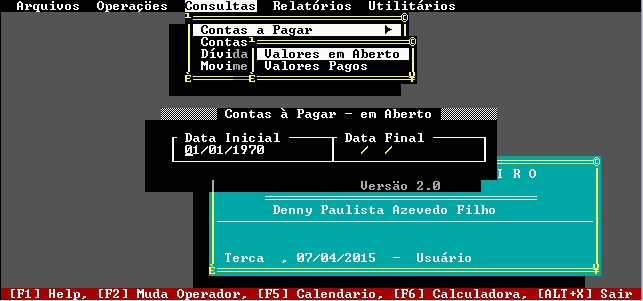 Arquivos Operações Consultas Relatórios Utilitários
Contas a Pagar
Contas
Dívida
Movime
Valores em Aberto
Valores Pagos
Contas à Pagar - em Aberto
Data Inicial Data Final
01/01/1970 / /
I R O
Versão 2.0
Denny Paulista Azevedo Filho
Terca , 07/04/2015 - Usuário
[F1] Help, [F2] Muda Operador, [F5] Calendario, [F6] Calculadora, [ALT+X] Sair